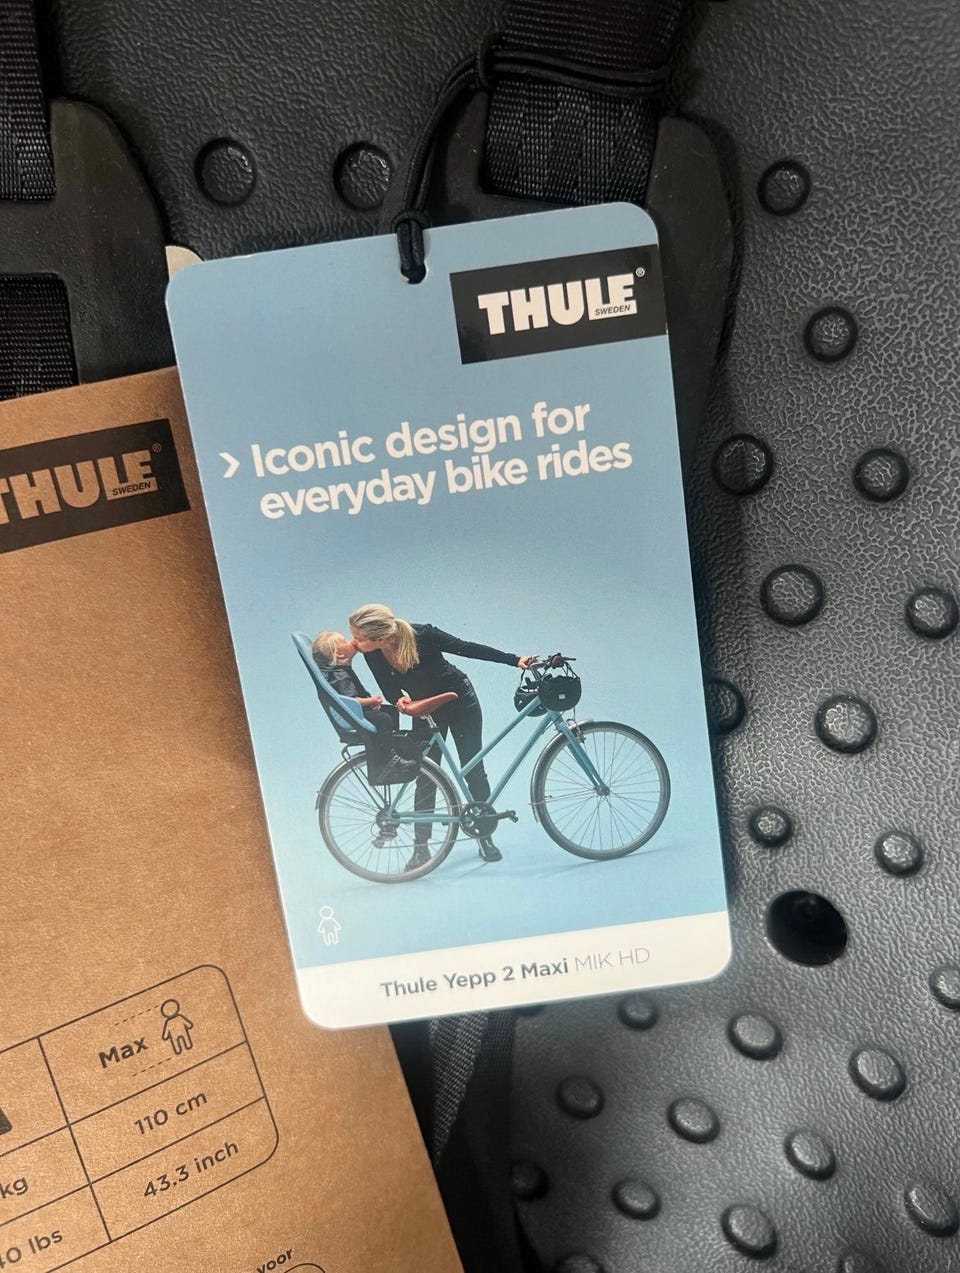 THULE®
SWEDEN
› Iconic design for
everyday bike rides
Thule Yepp 2 Maxi MIK HD
THULE®
SWEDEN
Max
110 cm
kg
43.3 inch
0 lbs
voor